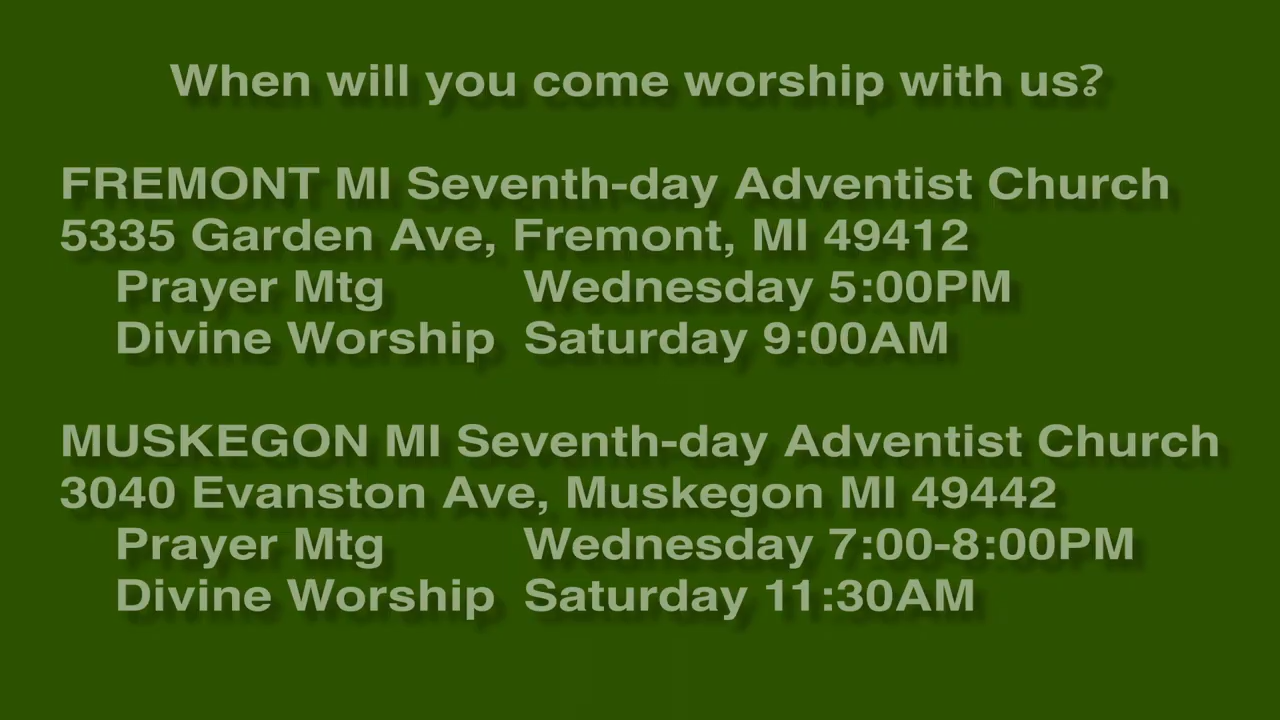 When will you come worship with us?
FREMONT MI Seventh-day Adventist Church
5335 Garden Ave, Fremont, MI 49412
Prayer Mtg Wednesday 5:00PM
Divine Worship Saturday 9:00AM
MUSKEGON MI Seventh-day Adventist Church
3040 Evanston Ave, Muskegon MI 49442
Prayer Mtg Wednesday 7:00-8:00PM
Divine Worship Saturday 11:30AM